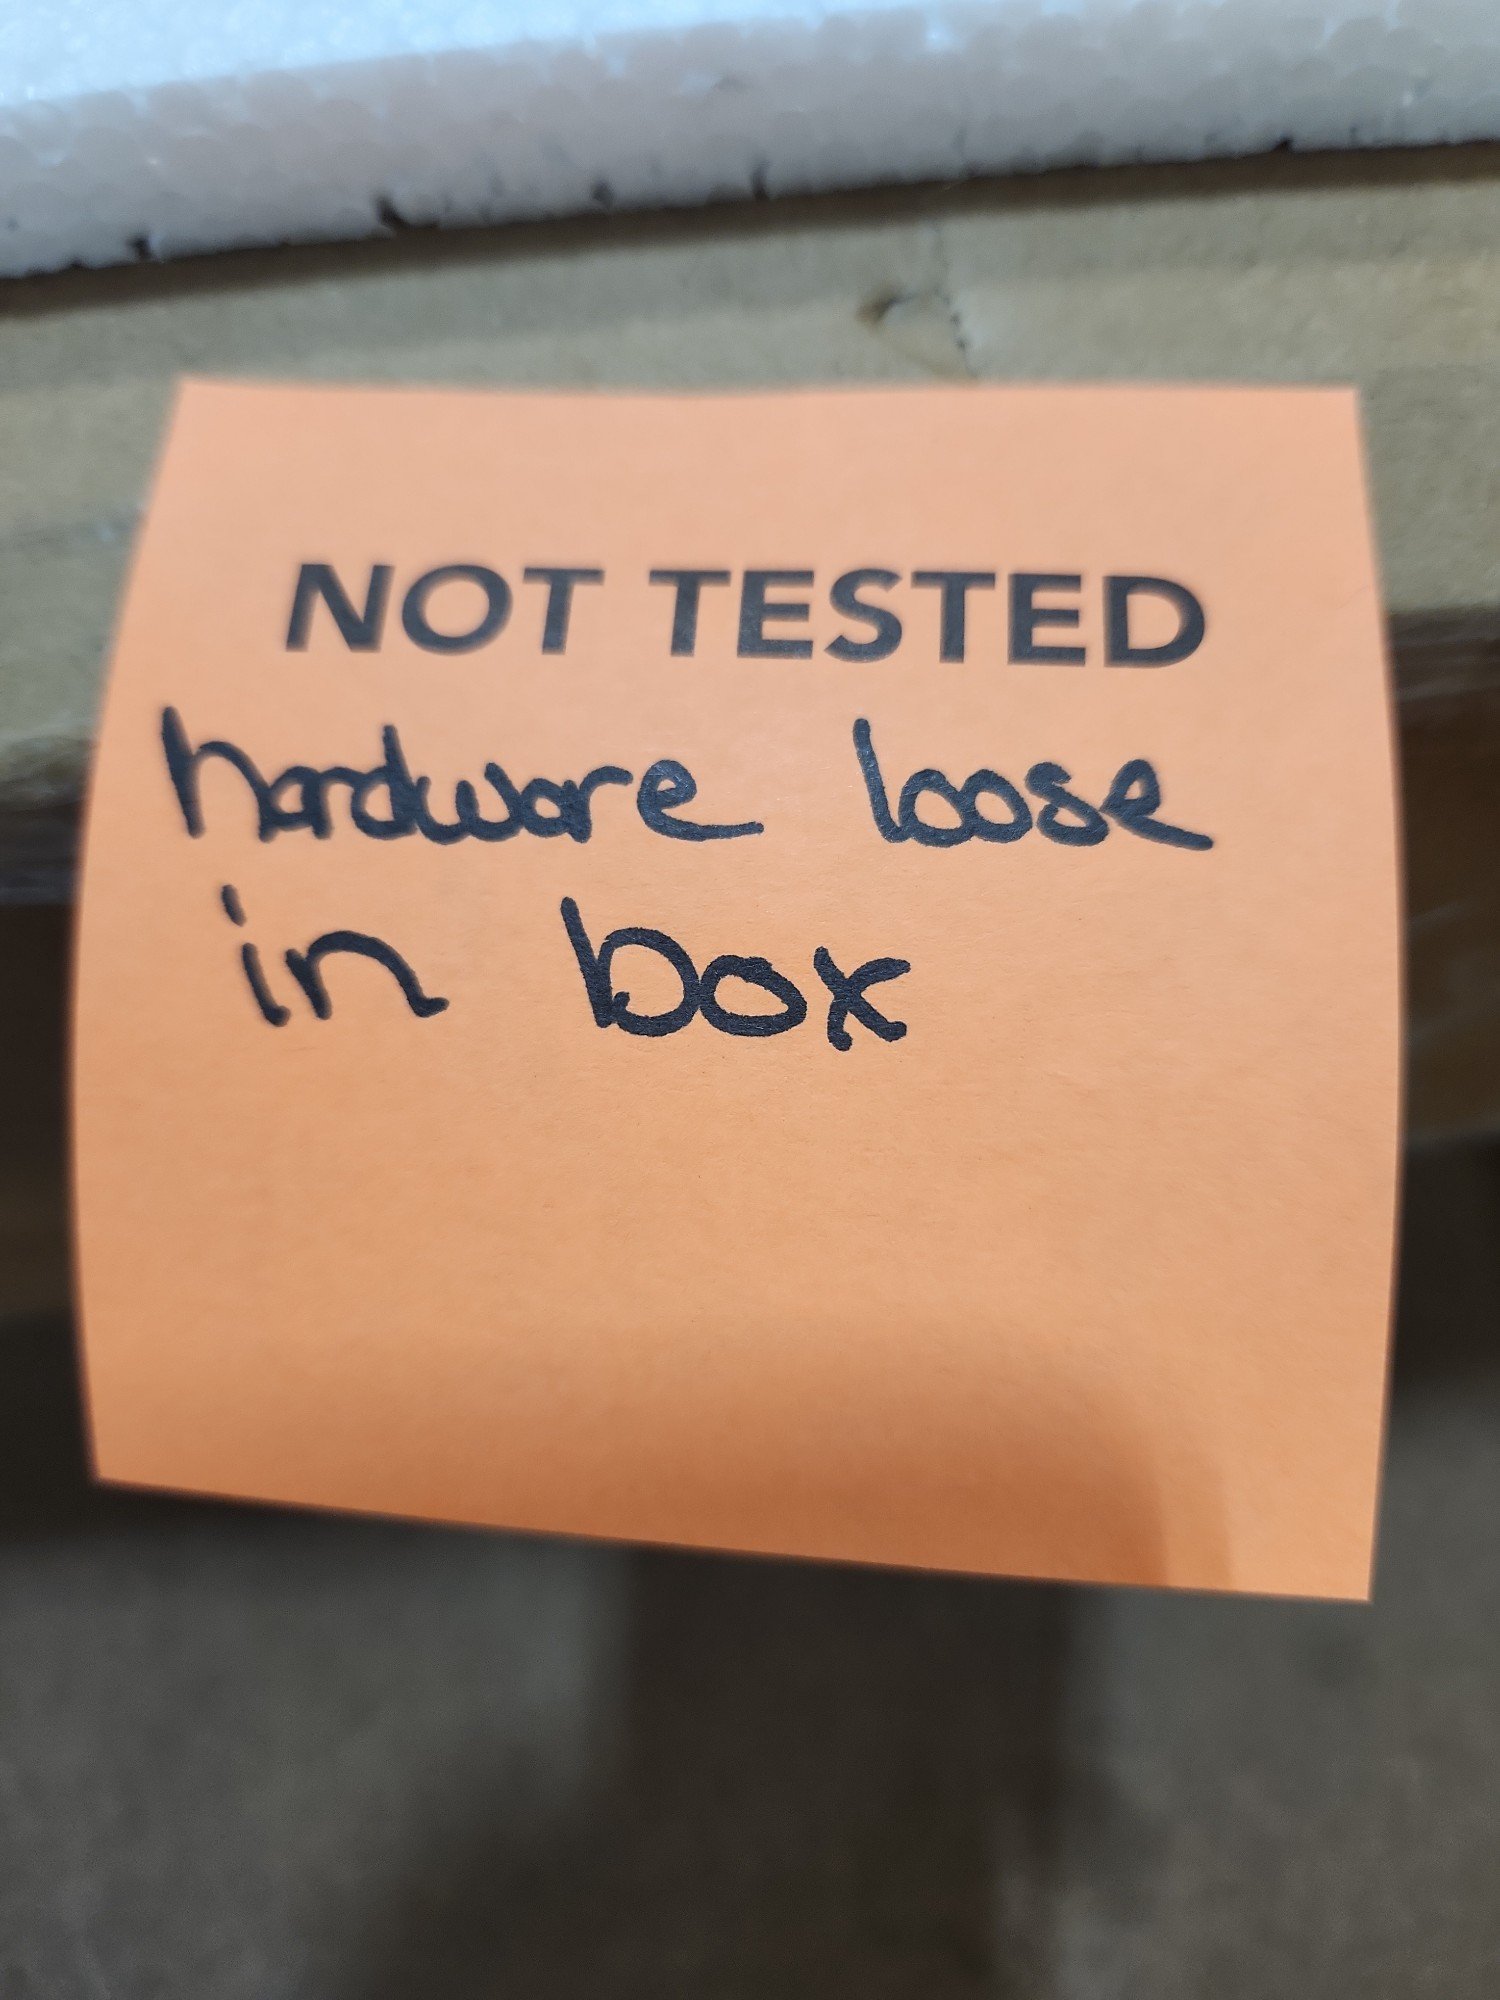 NOT TESTED
hardware loose
in box